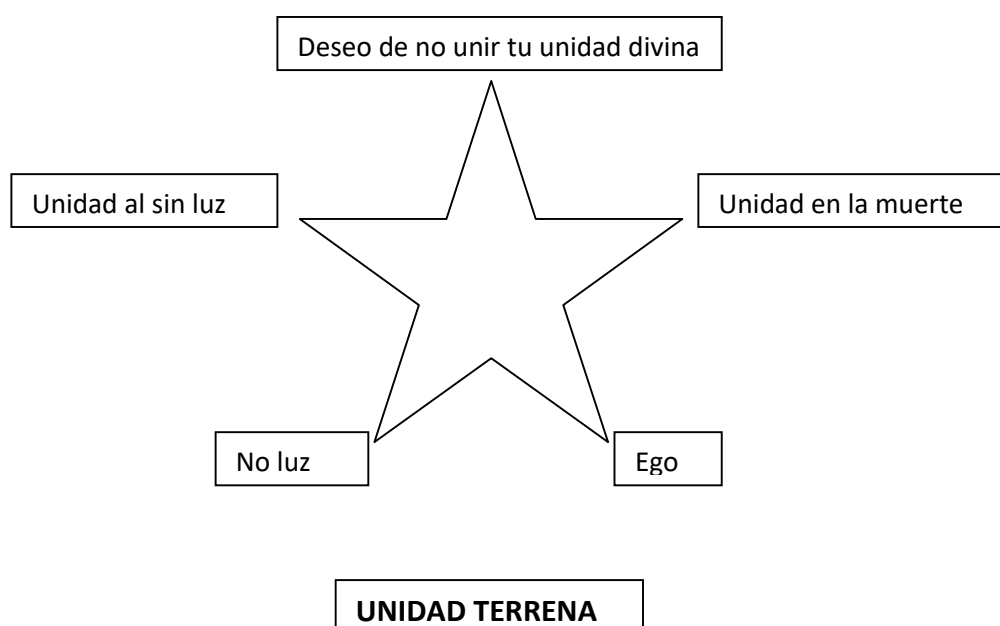 Deseo de no unir tu unidad divina
Unidad al sin luz
Unidad en la muerte
No luz
Ego
UNIDAD TERRENA